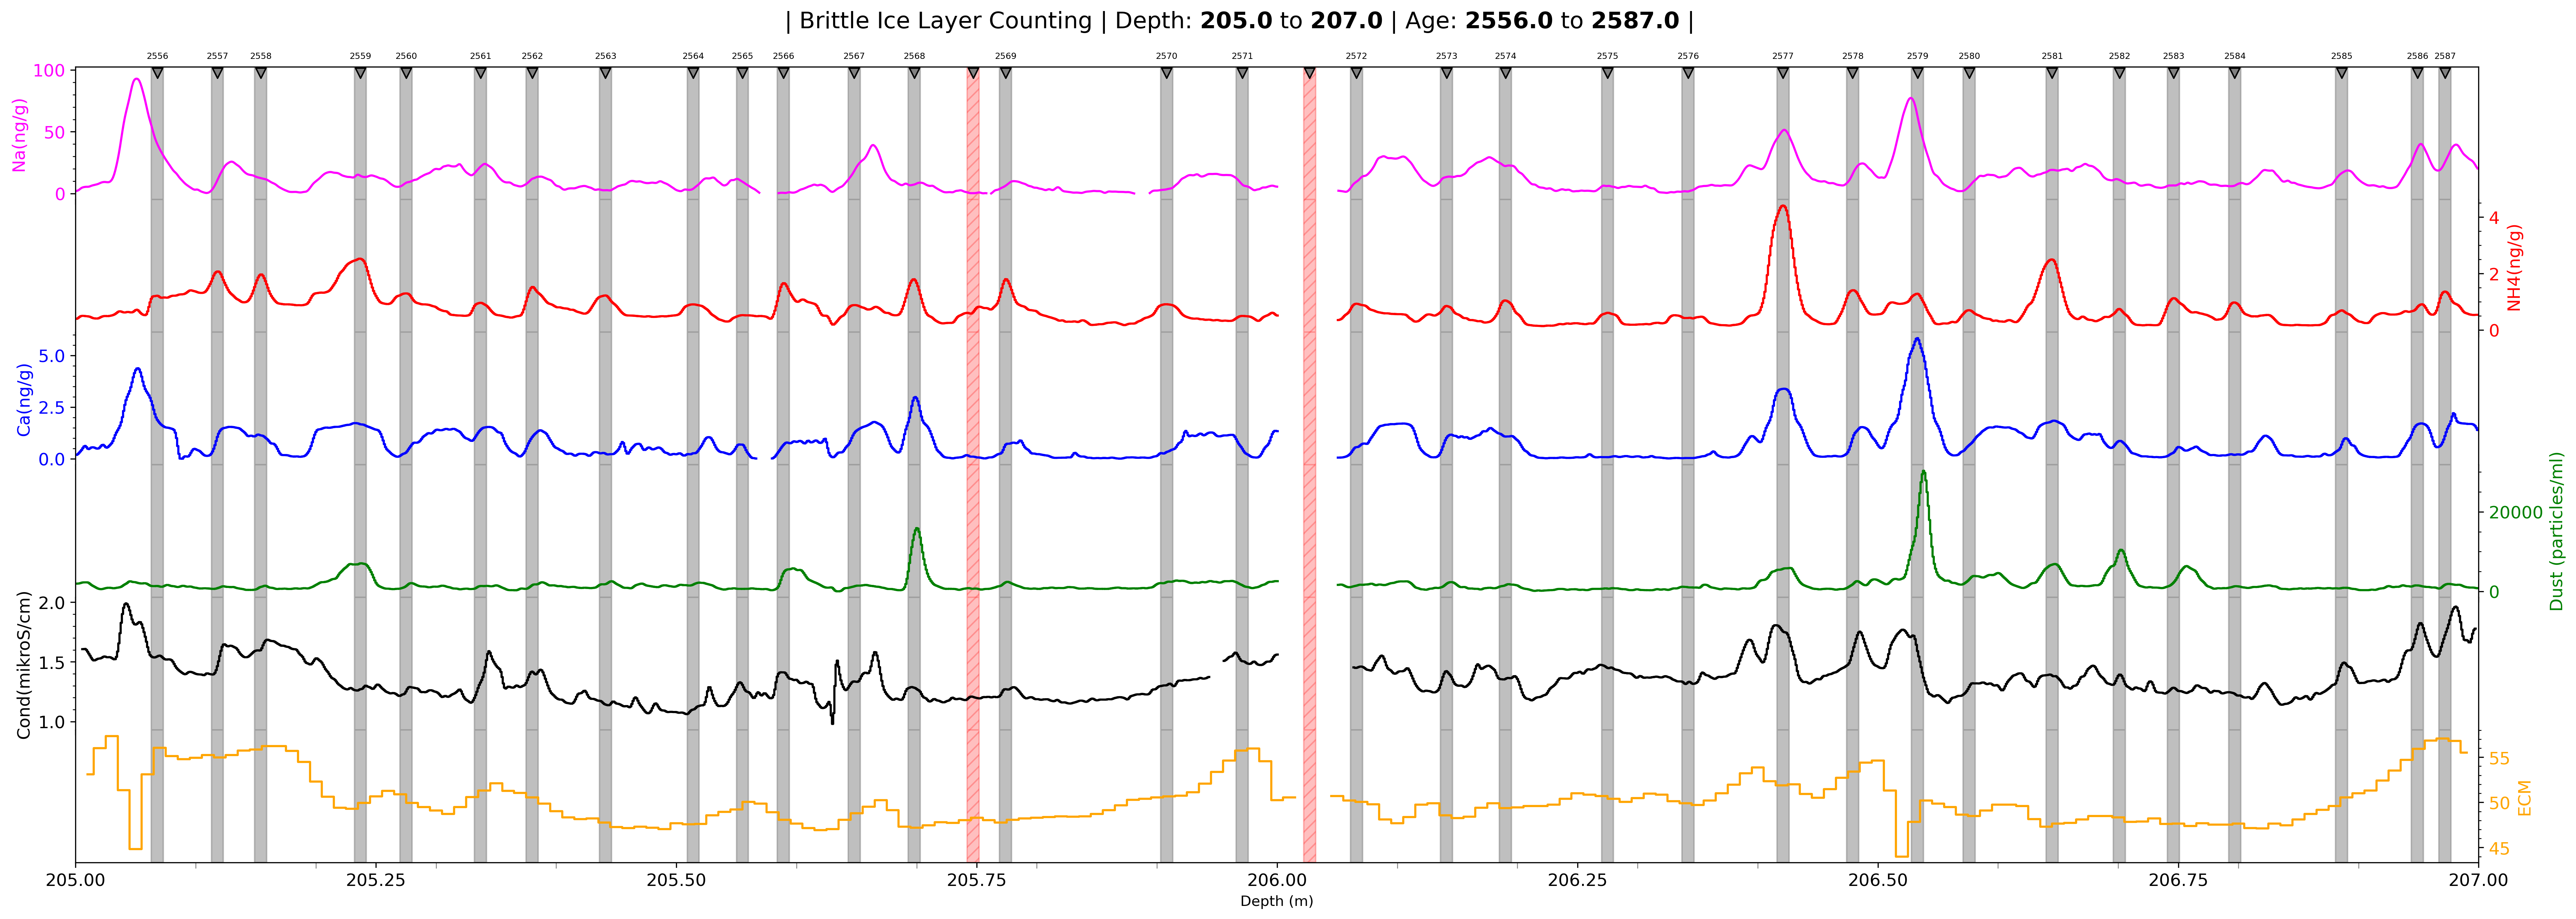 | Brittle Ice Layer Counting | Depth: 205.0 to 207.0 | Age: 2556.0 to 2587.0 |
2556 2557 2558 2559 2560 2561 2562 2563 2564 2565 2566 2567 2568 2569 2570 2571 2572 2573 2574 2575 2576 2577 2578 2579 2580 2581 2582 2583 2584 2585 2586 2587
Na(ng/g)
100
50
0
NH4(ng/g)
4
2
0
Ca(ng/g)
5.0
2.5
0.0
Dust (particles/ml)
20000
0
Cond(mikroS/cm)
2.0
1.5
1.0
ECM
55
50
45
205.00 205.25 205.50 205.75 206.00 206.25 206.50 206.75 207.00
Depth (m)